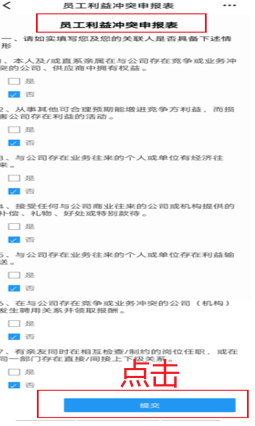 员工利益冲突申报表
员工利益冲突申报表
一、请如实填写您及您的关联人是否具备下述情
形
、本人及/或直系亲属在与公司存在竞争或业务冲
突的公司、供应商中拥有权益。
是
否
2、从事其他可合理预期能增进竞争方利益，而损
害公司存在利益的活动。
是
否
3、与公司存在业务往来的个人或单位有经济往
来。
是
否
4、接受任何与公司商业往来的公司或机构提供的
补偿、礼物、好处或特别款待。
是
否
5、与公司存在业务往来的个人或单位存在利益输
送。
是
否
6、在与公司存在竞争或业务冲突的公司（机构）
发生聘用关系并领取报酬。
是
否
7、有亲友同时在相互检查/制约的岗位任职，或在
同一部门存在直接/间接上下级关系。
是
否
点击
提交